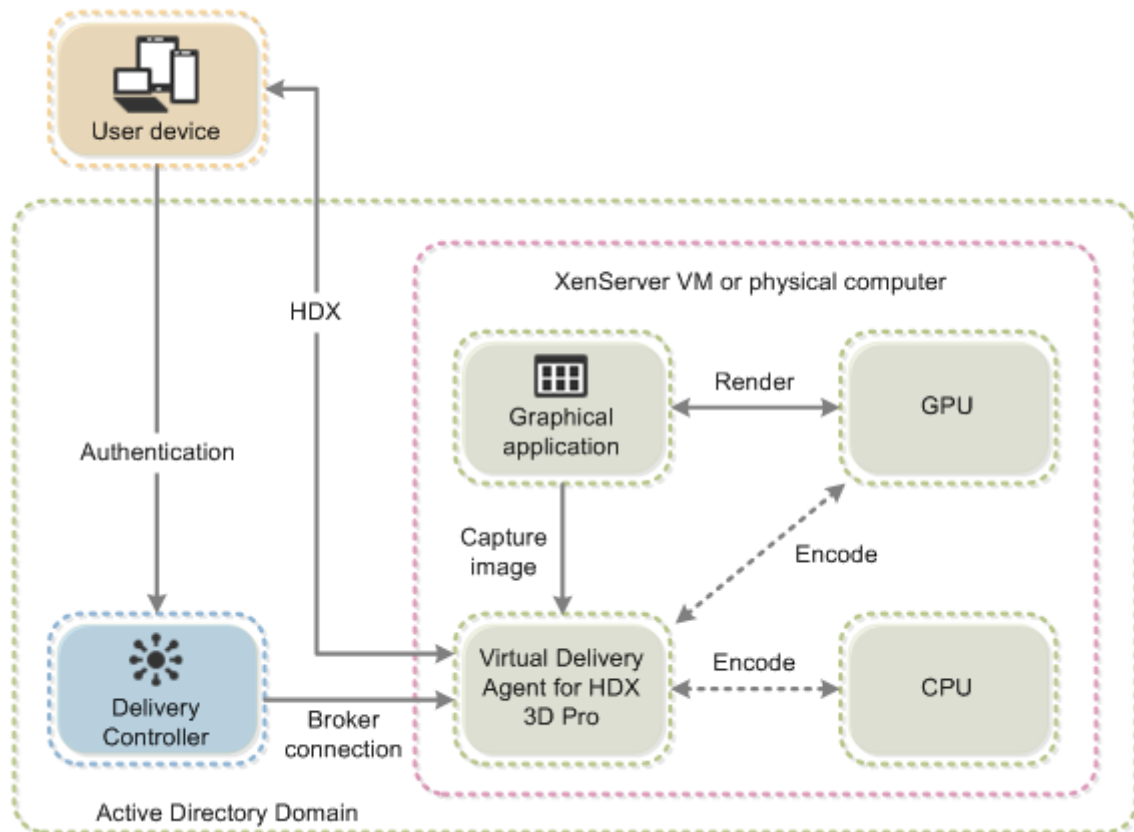 User device
XenServer VM or physical computer
HDX
Graphical
application
Render
GPU
Authentication
Capture
image
Encode
Delivery
Controller
Broker
connection
Virtual Delivery
Agent for HDX
3D Pro
Encode
CPU
Active Directory Domain